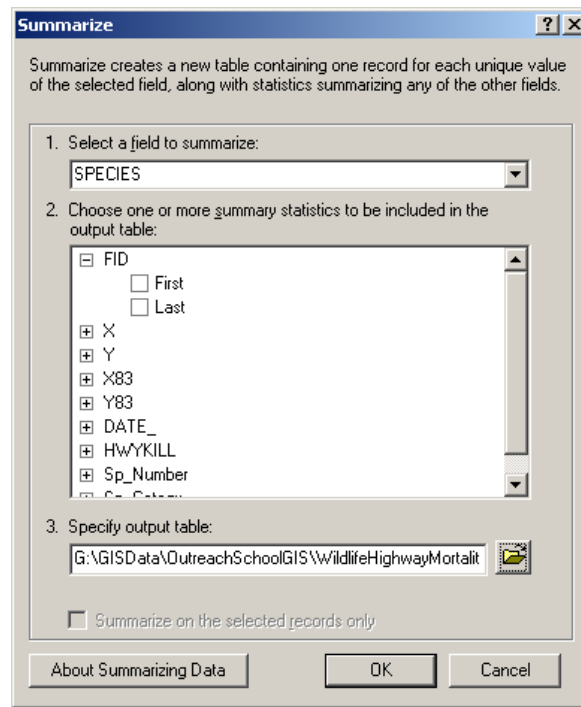 Summarize
Summarize creates a new table containing one record for each unique value
of the selected field, along with statistics summarizing any of the other fields.
1. Select a field to summarize:
SPECIES
2. Choose one or more summary statistics to be included in the
output table:
FID
First
Last
X
Y
X83
Y83
DATE_
HWYKILL
Sp_Number
3. Specify output table:
G:\GISData\OutreachSchoolGIS\WildlifeHighwayMortalit
Summarize on the selected records only
About Summarizing Data
OK
Cancel